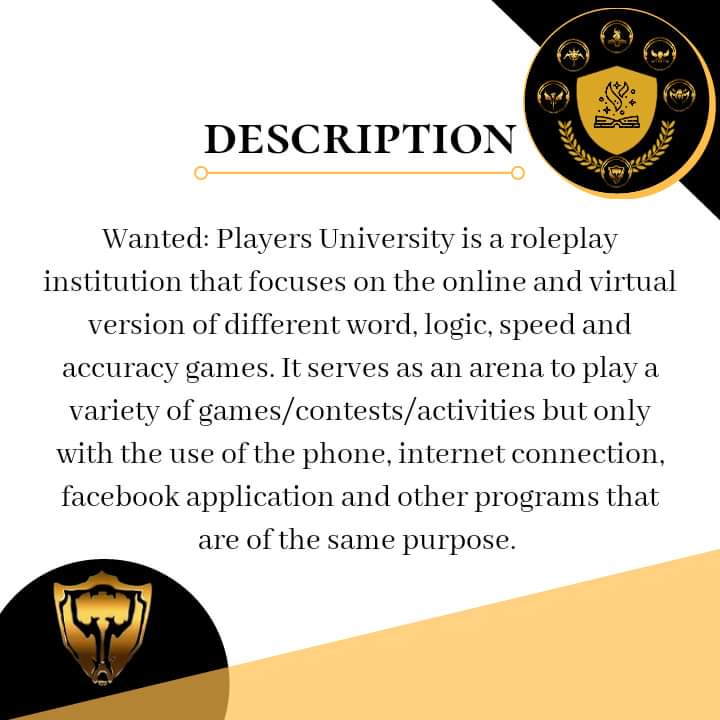 DESCRIPTION
Wanted: Players University is a roleplay
institution that focuses on the online and virtual
version of different word, logic, speed and
accuracy games. It serves as an arena to play a
variety of games/contests/activities but only
with the use of the phone, internet connection,
facebook application and other programs that
are of the same purpose.